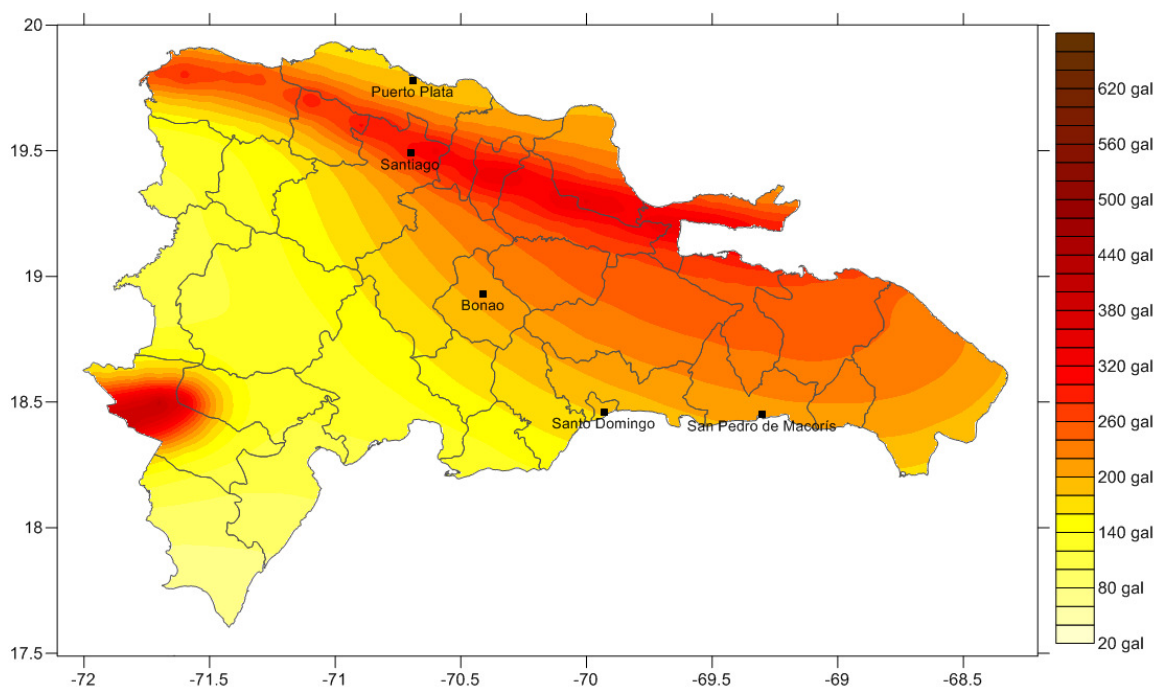 20
19.5
19
18.5
18
17.5
-72
-71.5
-71
-70.5
-70
-69.5
-69
-68.5
Puerto Plata
Santiago
Bonao
Santo Domingo
San Pedro de Macorís
620 gal
560 gal
500 gal
440 gal
380 gal
320 gal
260 gal
200 gal
140 gal
80 gal
20 gal